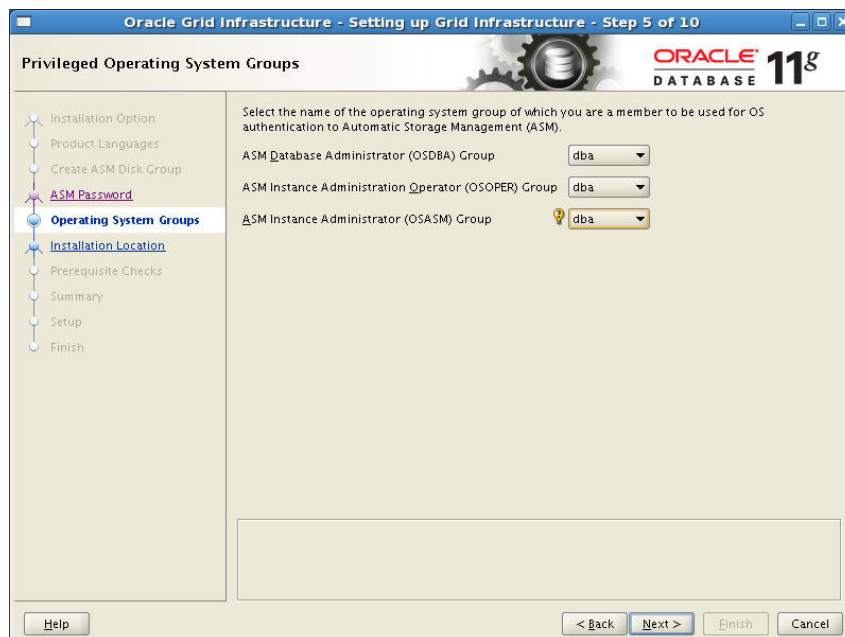 Oracle Grid Infrastructure - Setting up Grid Infrastructure - Step 5 of 10
Privileged Operating System Groups
ORACLE
DATABASE 11g
Installation Option
Product Languages
Create ASM Disk Group
ASM Password
Operating System Groups
Installation Location
Prerequisite Checks
Summary
Setup
Finish
Select the name of the operating system group of which you are a member to be used for OS
authentication to Automatic Storage Management (ASM).
ASM Database Administrator (OSDBA) Group dba
ASM Instance Administration Operator (OSOPER) Group dba
ASM Instance Administrator (OSASM) Group dba
Help
< Back
Next >
Finish
Cancel